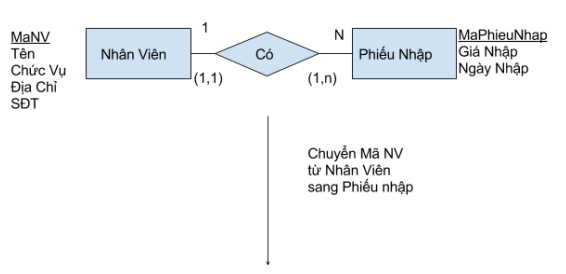 MaNV
Tên
Chức Vụ
Địa Chỉ
SĐT
Nhân Viên
1
(1,1)
Có
N
(1,n)
Phiếu Nhập
MaPhieuNhap
Giá Nhập
Ngày Nhập
Chuyển Mã NV
từ Nhân Viên
sang Phiếu nhập